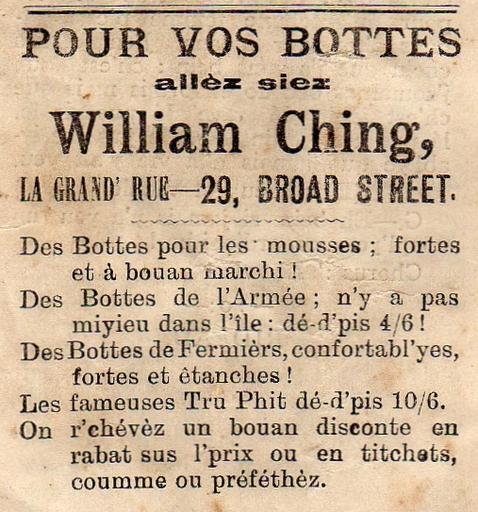 POUR VOS BOTTES
allèz siez
William Ching,
LA GRAND' RUE—29, BROAD STREET.
Des Bottes pour les mousses ; fortes
et à bouan marchi !
Des Bottes de l'Armée ; n'y a pas
miyieu dans l'île : dé-d'pis 4/6 !
Des Bottes de Fermièrs, confortabl'yes,
fortes et êtanches !
Les fameuses Tru Phit dé-d'pis 10/6.
On r'chévèz un bouan disconte en
rabat sus l'prix ou en titchets,
coumme ou préféthèz.